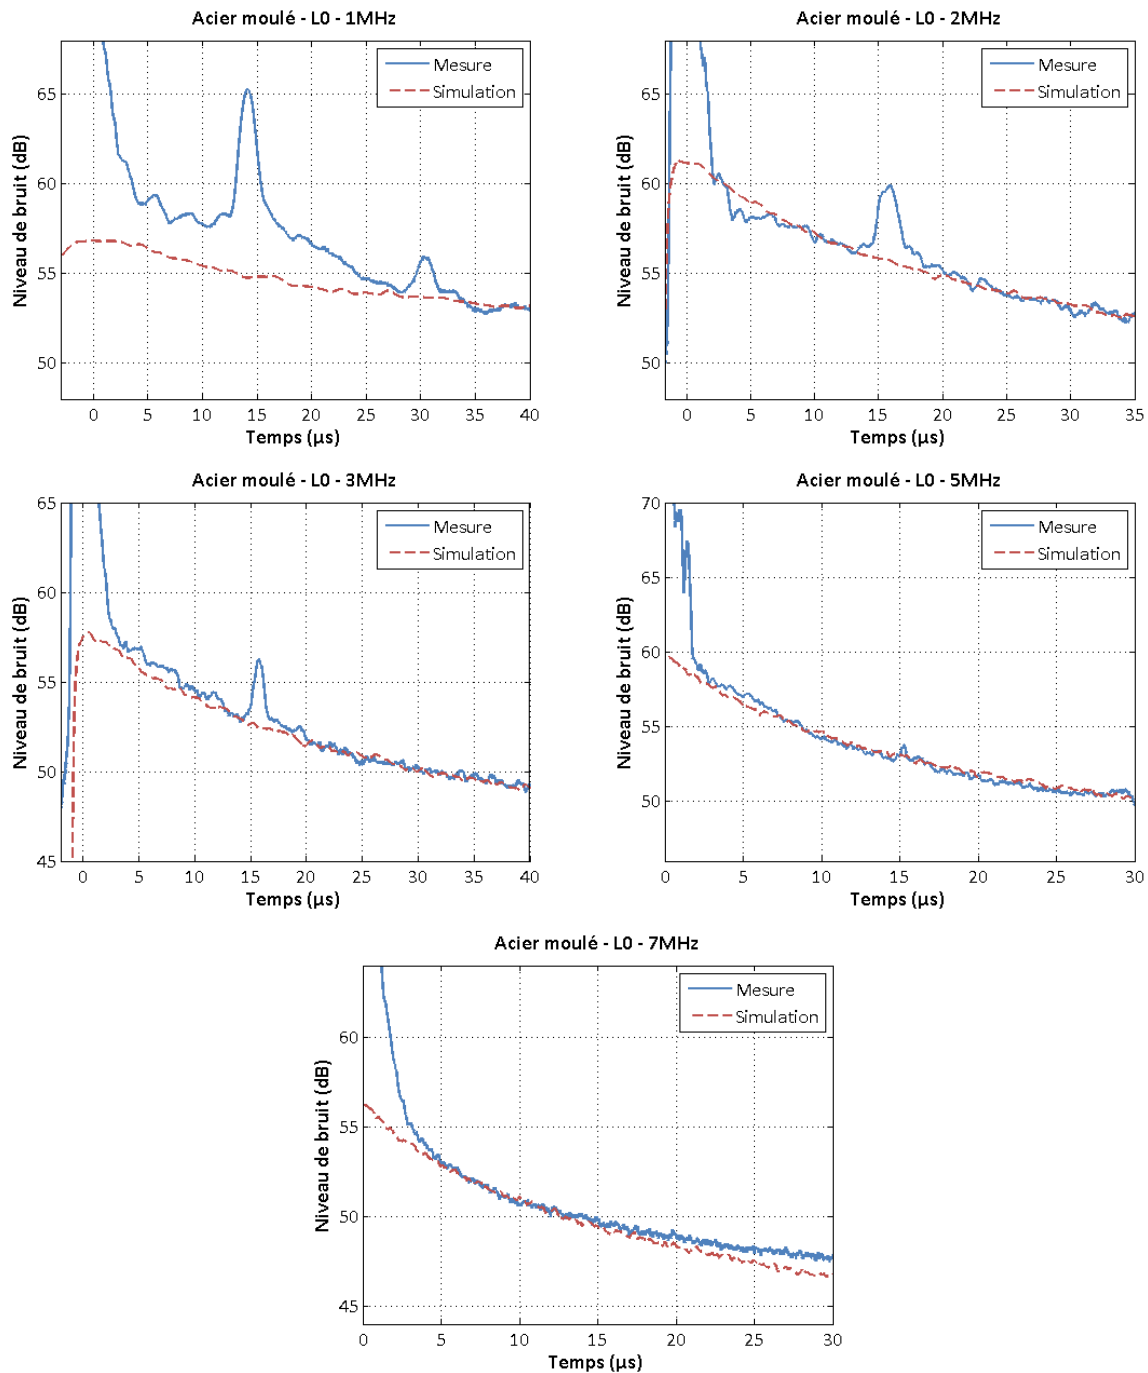 Acier moulé - L0 - 1MHz
Niveau de bruit (dB)
65
60
55
50
Mesure
Simulation
0 5 10 15 20 25 30 35 40
Temps (µs)
Acier moulé - L0 - 2MHz
Niveau de bruit (dB)
65
60
55
50
Mesure
Simulation
0 5 10 15 20 25 30 35
Temps (µs)
Acier moulé - L0 - 3MHz
Niveau de bruit (dB)
65
60
55
50
45
Mesure
Simulation
0 5 10 15 20 25 30 35 40
Temps (µs)
Acier moulé - L0 - 5MHz
Niveau de bruit (dB)
70
65
60
55
50
Mesure
Simulation
0 5 10 15 20 25 30
Temps (µs)
Acier moulé - L0 - 7MHz
Niveau de bruit (dB)
60
55
50
45
Mesure
Simulation
0 5 10 15 20 25 30
Temps (µs)